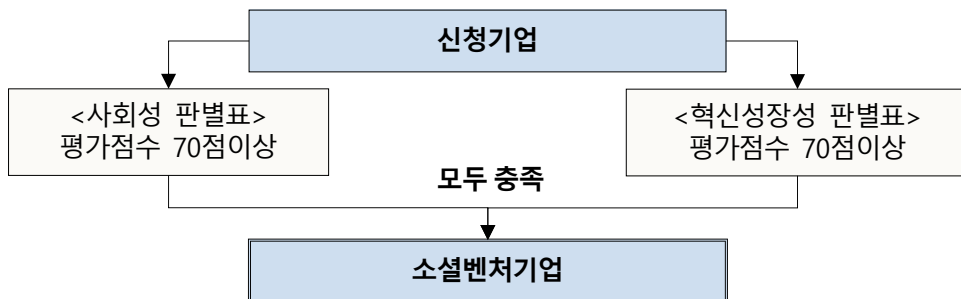 신청기업
<사회성 판별표>
평가점수 70점이상
<혁신성장성 판별표>
평가점수 70점이상
모두 충족
소셜벤처기업